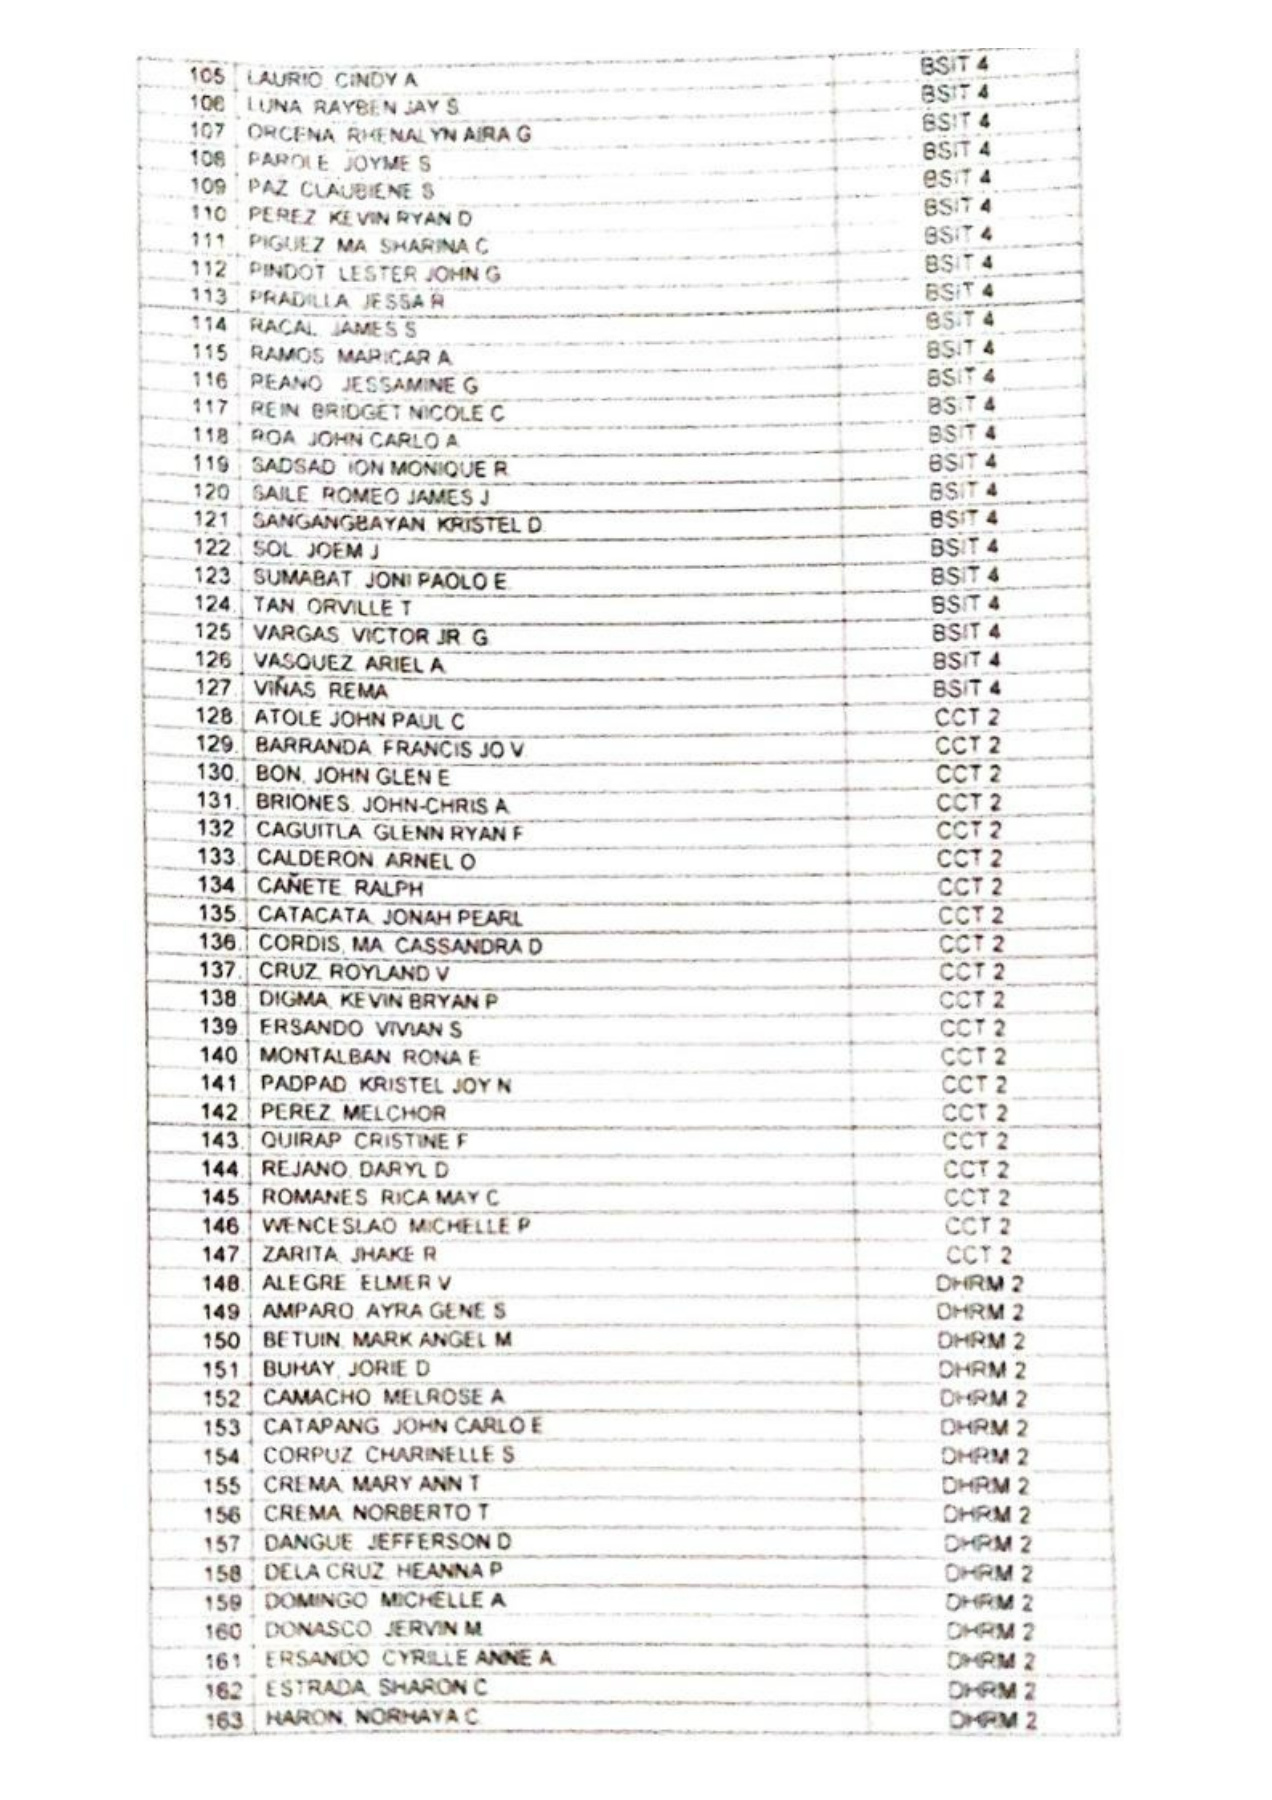 105 LAURIO CINDY A BSIT 4
106 LUNA RAYBEN JAY S BSIT 4
107 ORCENA RHENALYN AIRA G BSIT 4
108 PAROLE JOYME S BSIT 4
109 PAZ CLAUBIENE S BSIT 4
110 PEREZ KEVIN RYAN D BSIT 4
111 PIGUEZ MA SHARINA C BSIT 4
112 PINDOT LESTER JOHN G BSIT 4
113 PRADILLA JESSA R BSIT 4
114 RACAL JAMES S BSIT 4
115 RAMOS MARICAR A BSIT 4
116 REANO JESSAMINE G BSIT 4
117 REIN BRIDGET NICOLE C BSIT 4
118 ROA JOHN CARLO A BSIT 4
119 SADSAD ION MONIQUE R BSIT 4
120 SAILE ROMEO JAMES J BSIT 4
121 SANGANGBAYAN, KRISTEL D BSIT 4
122 SOL JOEM J BSIT 4
123. SUMABAT, JONI PAOLO E BSIT 4
124. TAN, ORVILLE T BSIT 4
125 VARGAS, VICTOR JR G BSIT 4
126 VASQUEZ, ARIEL A BSIT 4
127. VIÑAS REMA BSIT 4
128. ATOLE JOHN PAUL C CCT 2
129. BARRANDA, FRANCIS JO V CCT 2
130. BON, JOHN GLEN E CCT 2
131. BRIONES, JOHN-CHRIS A CCT 2
132 CAGUITLA, GLENN RYAN F CCT 2
133. CALDERON ARNEL O CCT 2
134. CAÑETE, RALPH CCT 2
135. CATACATA, JONAH PEARL CCT 2
136. CORDIS, MA CASSANDRA D CCT 2
137. CRUZ, ROYLAND V CCT 2
138. DIGMA, KEVIN BRYAN P CCT 2
139. ERSANDO VIVIAN S CCT 2
140 MONTALBAN RONA E CCT 2
141. PADPAD, KRISTEL JOY N CCT 2
142. PEREZ, MELCHOR CCT 2
143. QUIRAP CRISTINE F CCT 2
144. REJANO, DARYL D CCT 2
145. ROMANES RICA MAY C CCT 2
146 WENCESLAO MICHELLE P CCT 2
147. ZARITA, JHAKE R CCT 2
148. ALEGRE ELMER V DHRM 2
149. AMPARO, AYRA GENE S DHRM 2
150 BETUIN, MARK ANGEL M DHRM 2
151. BUHAY, JORIE D DHRM 2
152 CAMACHO MELROSE A DHRM 2
153 CATAPANG JOHN CARLO E DHRM 2
154. CORPUZ CHARINELLE S DHRM 2
155 CREMA, MARY ANN T DHRM 2
156 CREMA, NORBERTO T DHRM 2
157 DANGUE JEFFERSON D DHRM 2
158 DELA CRUZ, HEANNA P DHRM 2
159 DOMINGO MICHELLE A DHRM 2
160 DONASCO JERVIN M DHRM 2
161 ERSANDO CYRILLE ANNE A DHRM 2
162 ESTRADA, SHARON C DHRM 2
163 HARON, NORHAYA C DHRM 2